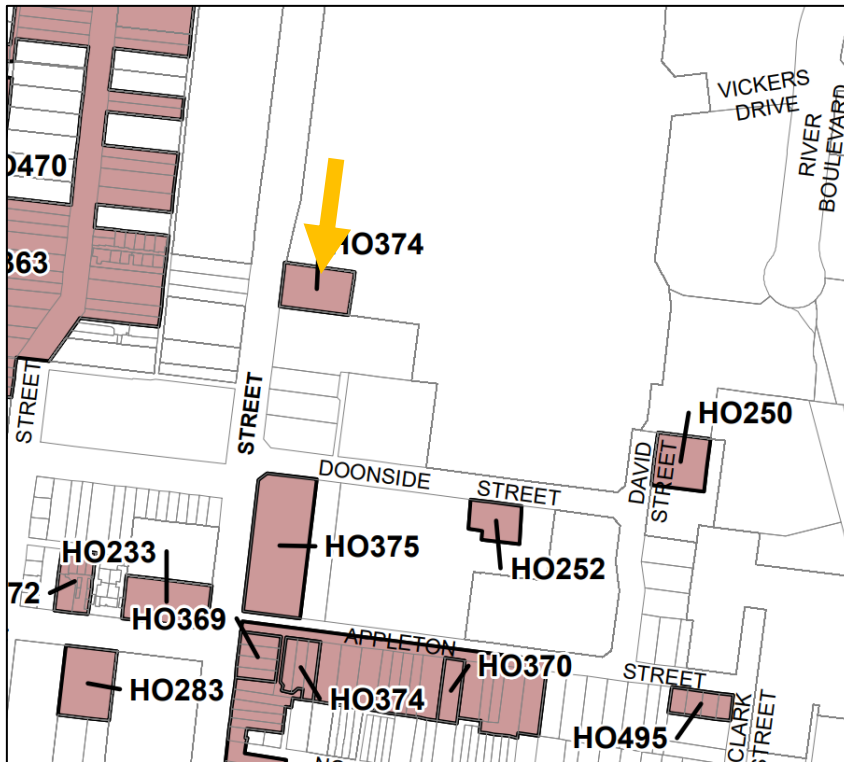 VICKERS
DRIVE
RIVER
BOULEVARD
HO470
363
HO374
STREET
STREET
HO250
DOONSIDE
STREET
DAVID
STREET
HO233
HO375
HO252
72
HO369
APPLETON
HO370
STREET
HO283
HO374
HO495
CLARK
STREET